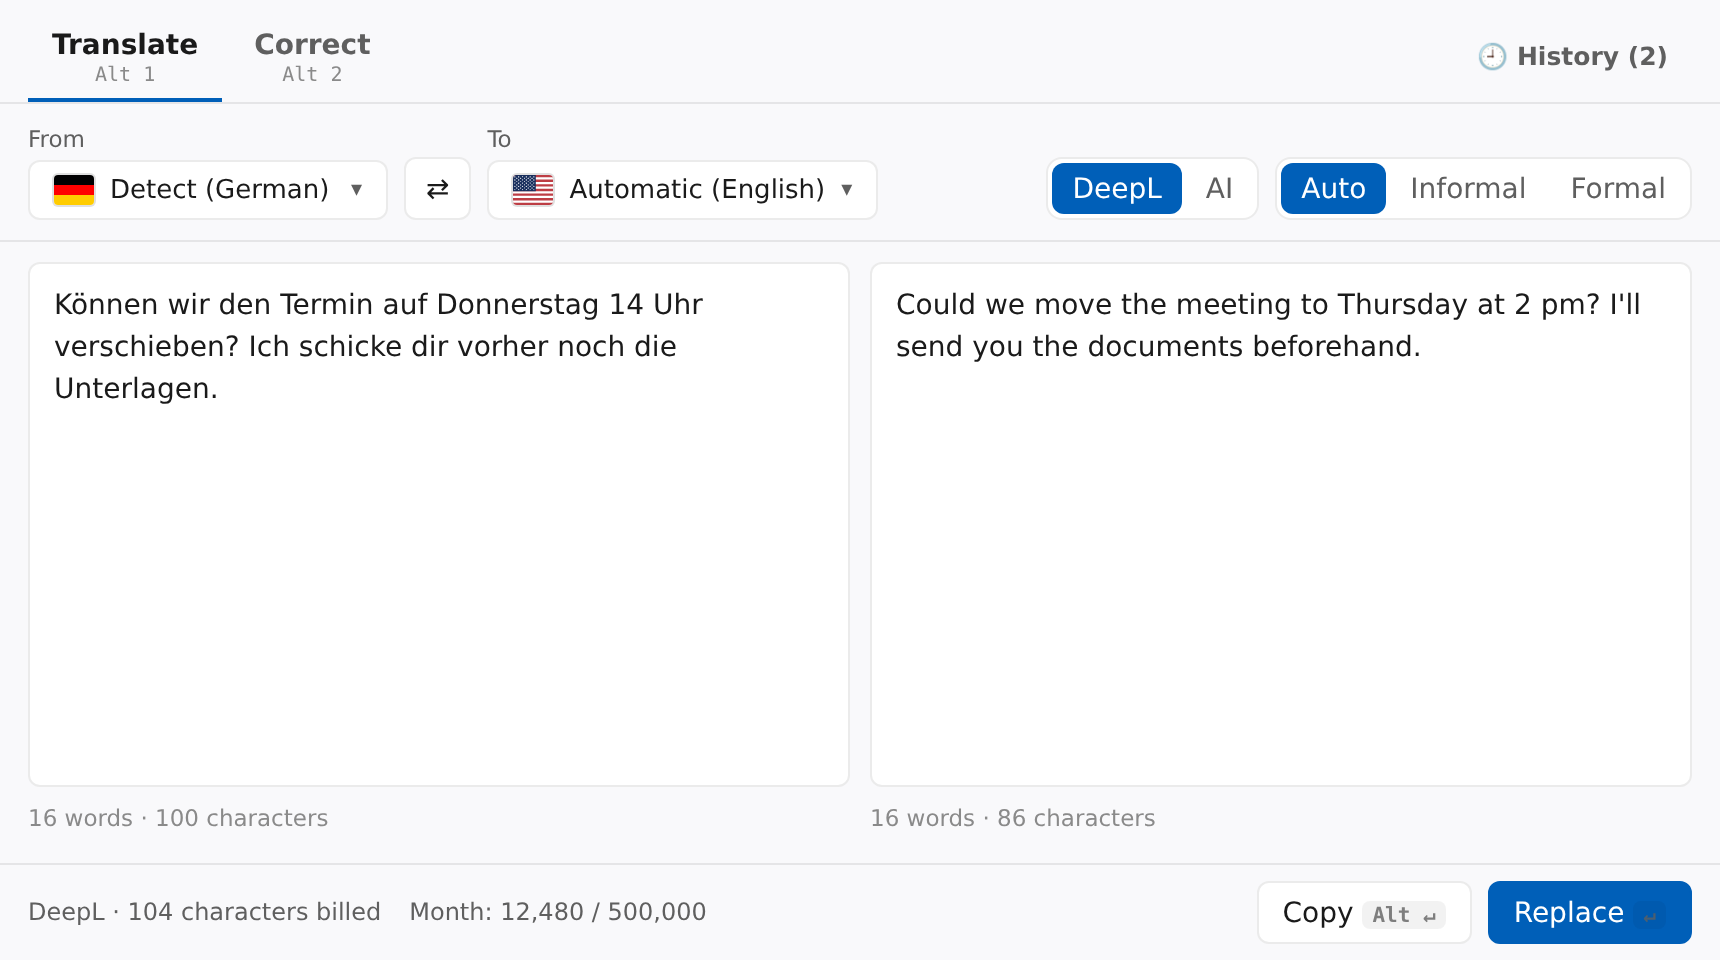 Translate
Alt 1
Correct
Alt 2
History (2)
From
To
Detect (German) ▼
⇄
Automatic (English) ▼
DeepL AI
Auto Informal Formal
Können wir den Termin auf Donnerstag 14 Uhr
verschieben? Ich schicke dir vorher noch die
Unterlagen.
Could we move the meeting to Thursday at 2 pm? I'll
send you the documents beforehand.
16 words · 100 characters
16 words · 86 characters
DeepL · 104 characters billed
Month: 12,480 / 500,000
Copy Alt ↵
Replace ↵